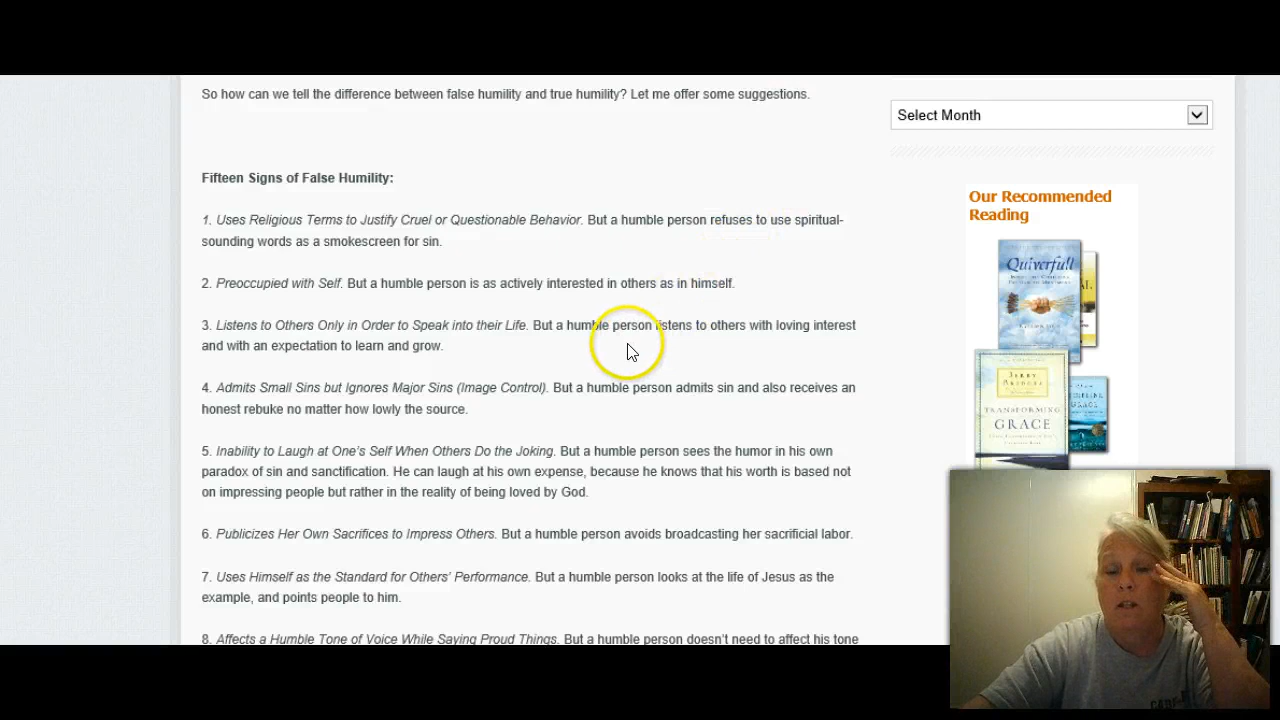 So how can we tell the difference between false humility and true humility? Let me offer some suggestions.
Select Month
Fifteen Signs of False Humility:
1. Uses Religious Terms to Justify Cruel or Questionable Behavior. But a humble person refuses to use spiritual-
sounding words as a smokescreen for sin.
2. Preoccupied with Self. But a humble person is as actively interested in others as in himself.
3. Listens to Others Only in Order to Speak into their Life. But a humble person listens to others with loving interest
and with an expectation to learn and grow.
4. Admits Small Sins but Ignores Major Sins (Image Control). But a humble person admits sin and also receives an
honest rebuke no matter how lowly the source.
5. Inability to Laugh at One's Self When Others Do the Joking. But a humble person sees the humor in his own
paradox of sin and sanctification. He can laugh at his own expense, because he knows that his worth is based not
on impressing people but rather in the reality of being loved by God.
6. Publicizes Her Own Sacrifices to Impress Others. But a humble person avoids broadcasting her sacrificial labor.
7. Uses Himself as the Standard for Others' Performance. But a humble person looks at the life of Jesus as the
example, and points people to him.
8. Affects a Humble Tone of Voice While Saying Proud Things. But a humble person doesn't need to affect his tone
Our Recommended
Reading
Quiverfull
JERRY BRIDGES
TRANSFORMING
GRACE
GRACE